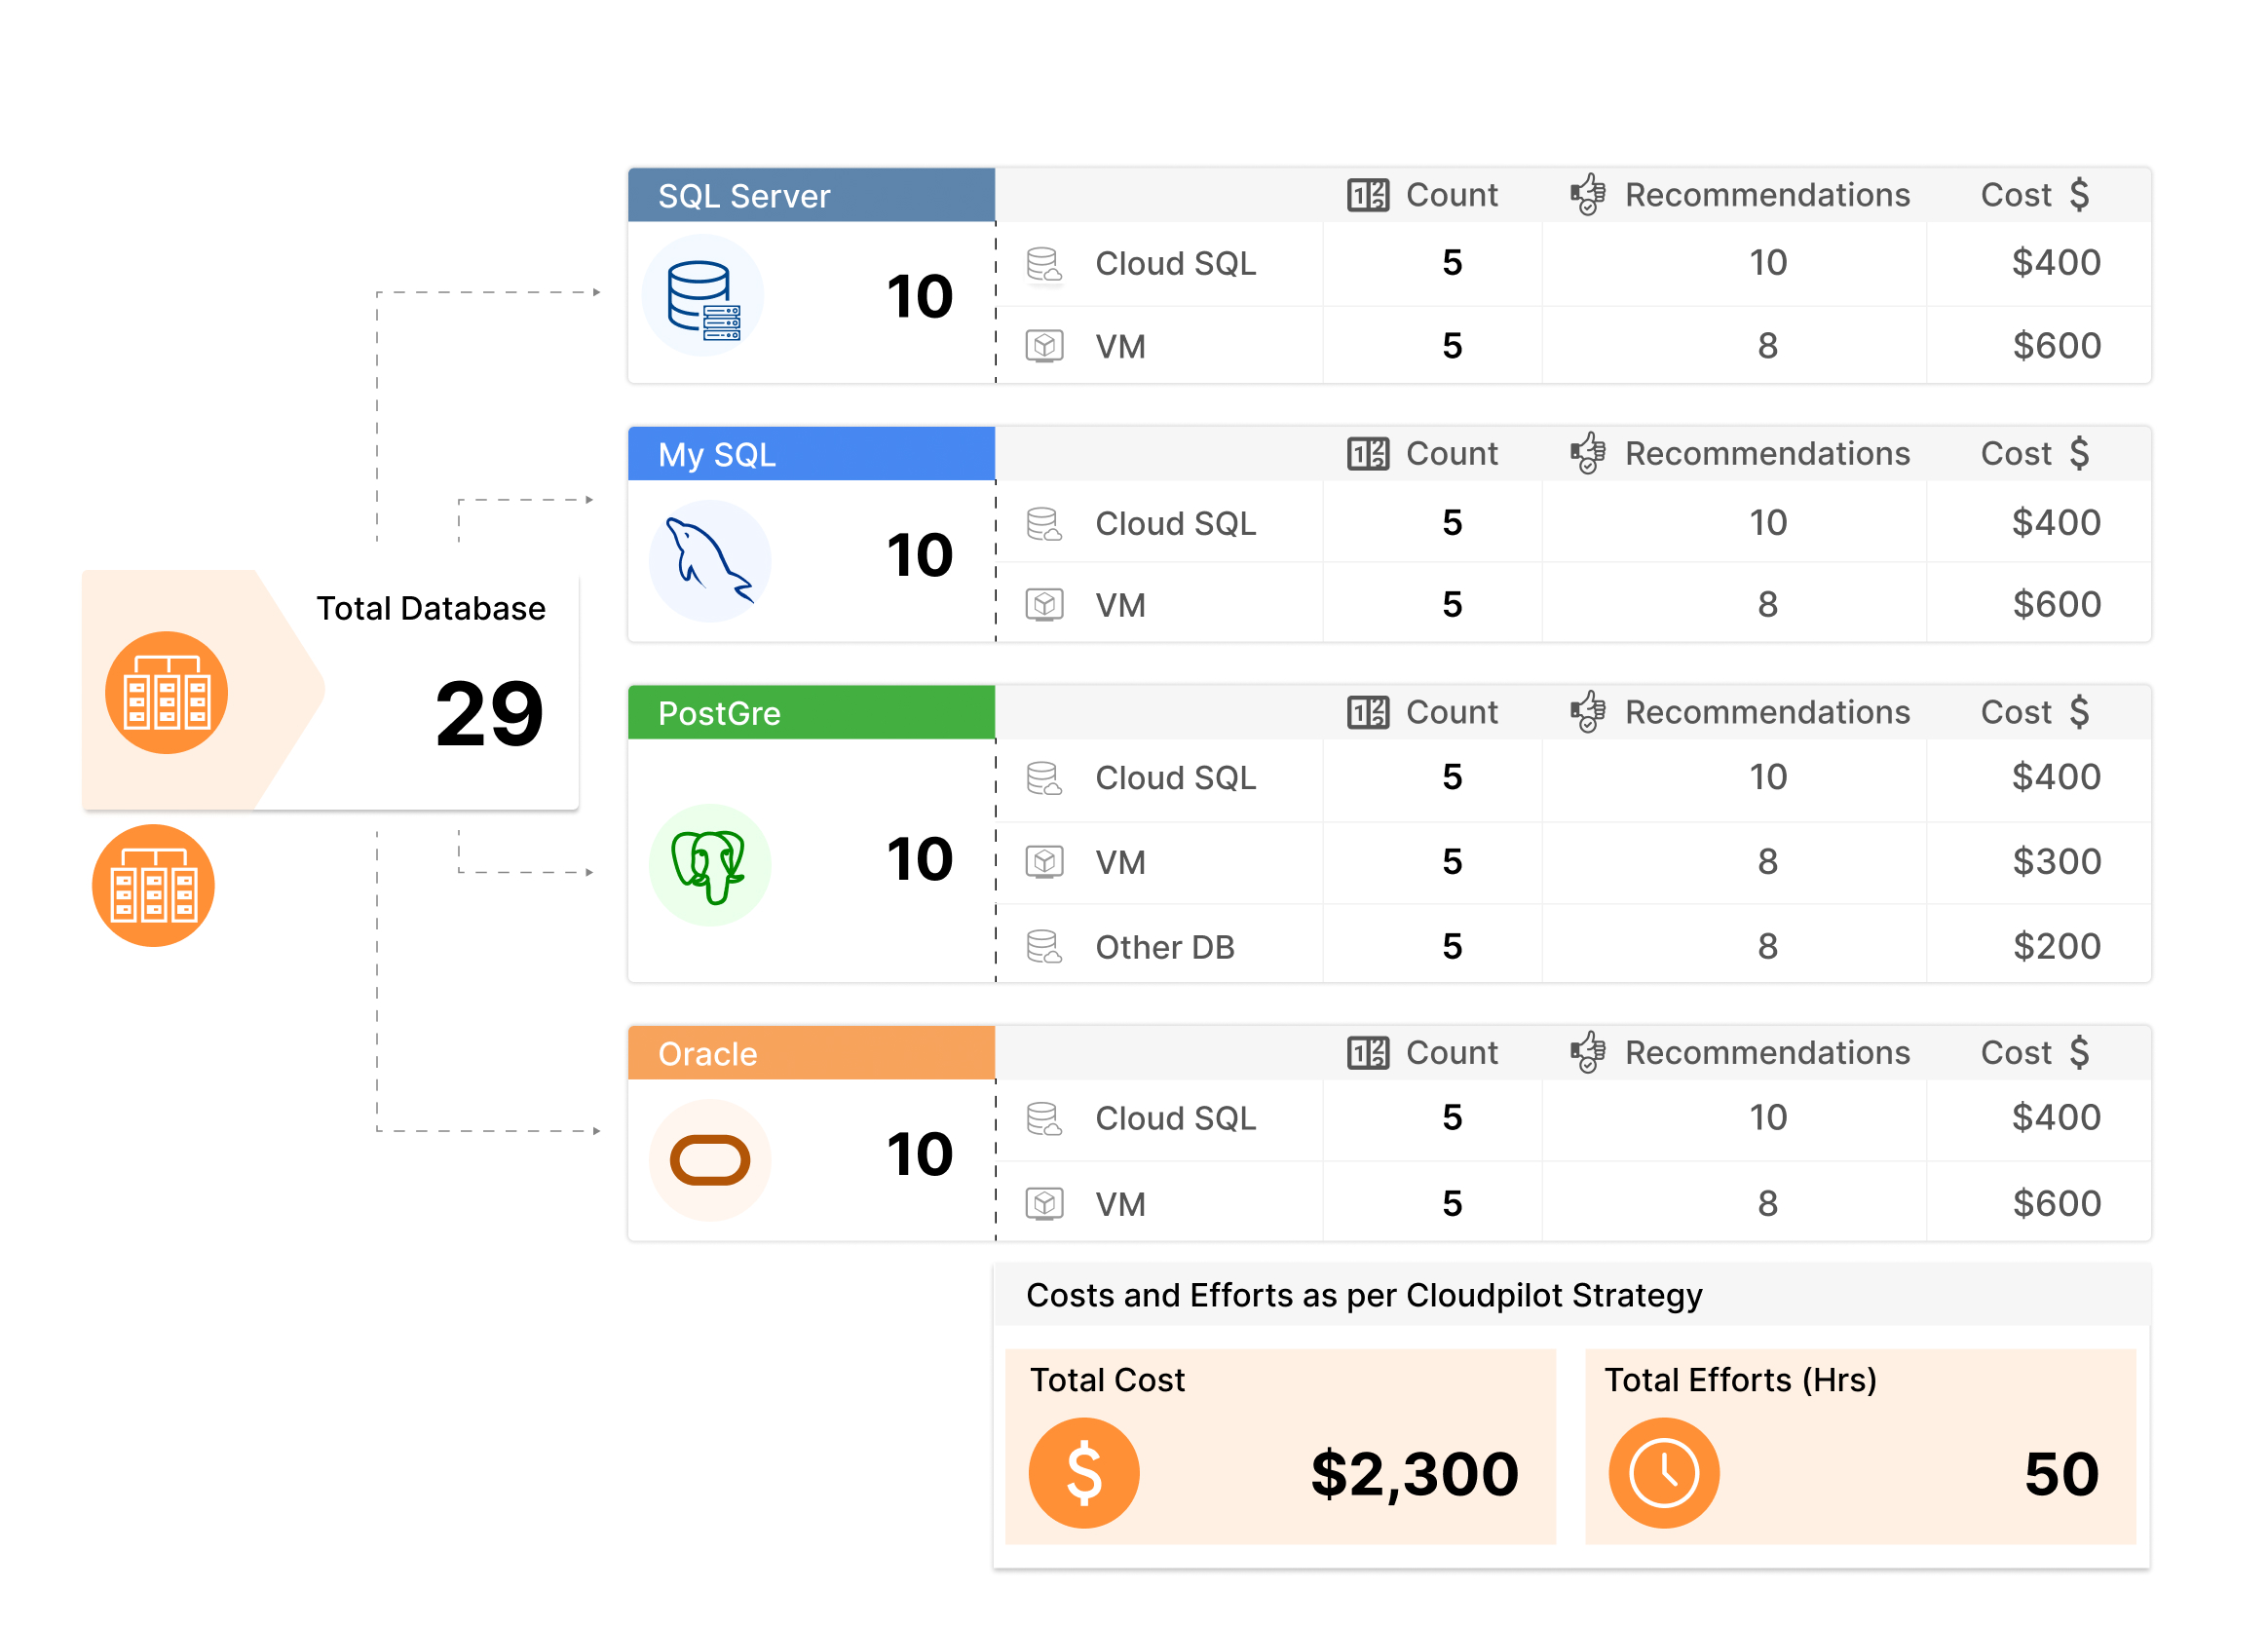 SQL Server Count Recommendations Cost $
10
Cloud SQL 5 10 $400
VM 5 8 $600
My SQL Count Recommendations Cost $
10
Cloud SQL 5 10 $400
VM 5 8 $600
Total Database
29
PostGre Count Recommendations Cost $
10
Cloud SQL 5 10 $400
VM 5 8 $300
Other DB 5 8 $200
Oracle Count Recommendations Cost $
10
Cloud SQL 5 10 $400
VM 5 8 $600
Costs and Efforts as per Cloudpilot Strategy
Total Cost
$2,300
Total Efforts (Hrs)
50